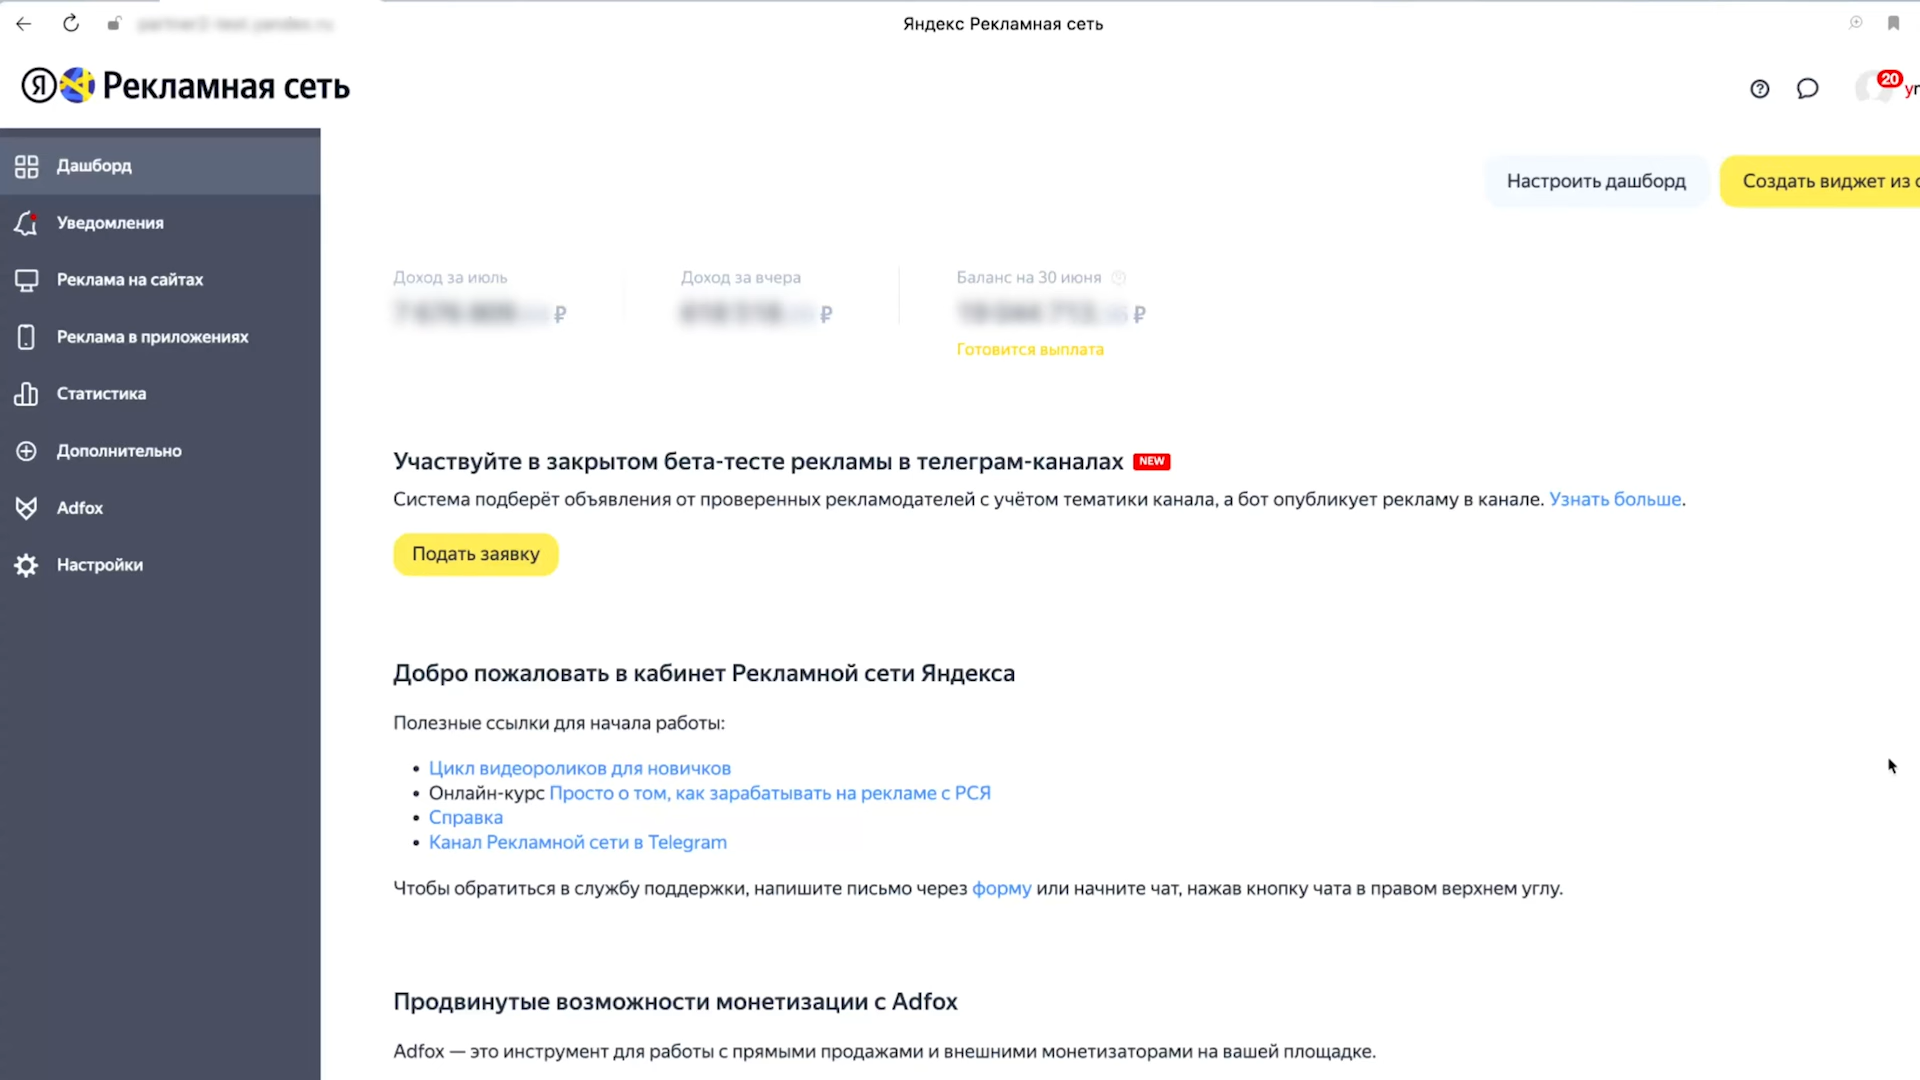 Яндекс Рекламная сеть
Я Рекламная сеть
20
Дашборд
Уведомления
Реклама на сайтах
Реклама в приложениях
Статистика
Дополнительно
Adfox
Настройки
Настроить дашборд
Создать виджет из
Доход за июль
₽
Доход за вчера
₽
Баланс на 30 июня
₽
Готовится выплата
Участвуйте в закрытом бета-тесте рекламы в телеграм-каналах NEW
Система подберёт объявления от проверенных рекламодателей с учётом тематики канала, а бот опубликует рекламу в канале. Узнать больше.
Подать заявку
Добро пожаловать в кабинет Рекламной сети Яндекса
Полезные ссылки для начала работы:
• Цикл видеороликов для новичков
• Онлайн-курс Просто о том, как зарабатывать на рекламе с РСЯ
• Справка
• Канал Рекламной сети в Telegram
Чтобы обратиться в службу поддержки, напишите письмо через форму или начните чат, нажав кнопку чата в правом верхнем углу.
Продвинутые возможности монетизации с Adfox
Adfox — это инструмент для работы с прямыми продажами и внешними монетизаторами на вашей площадке.